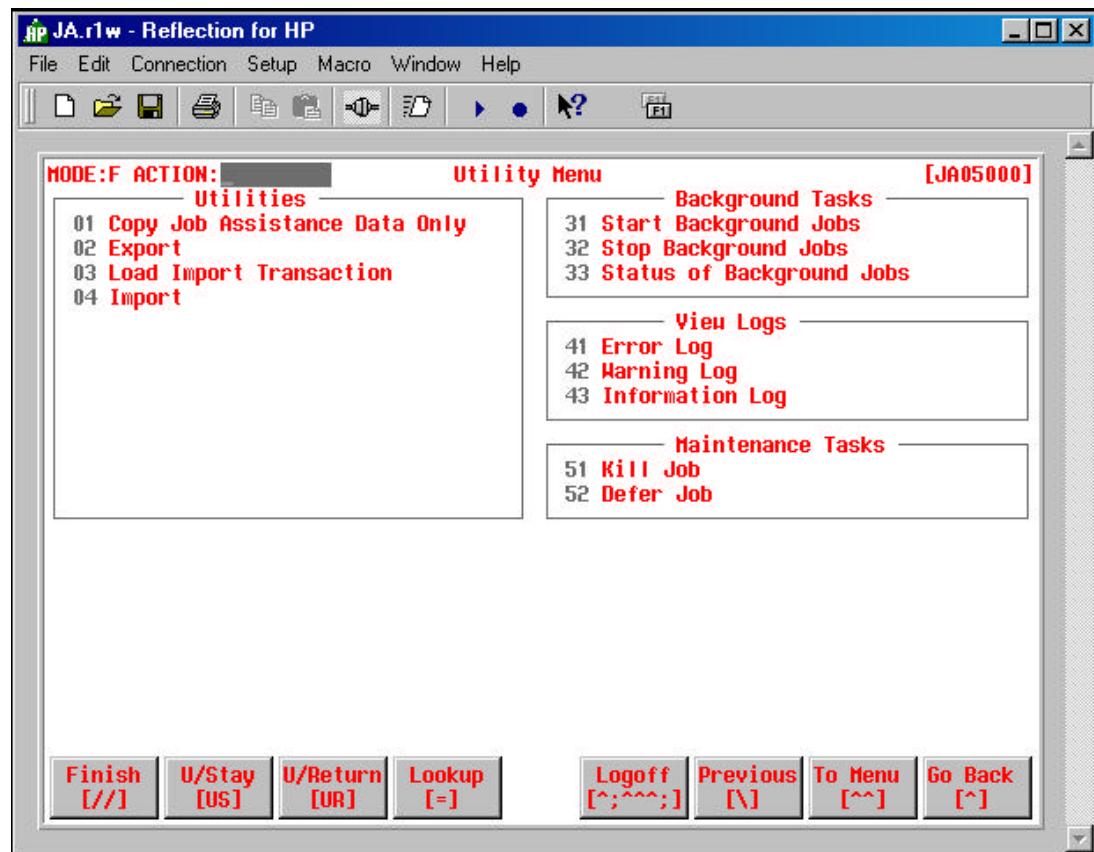 JA.r1w - Reflection for HP
File Edit Connection Setup Macro Window Help
MODE:F ACTION: Utility Menu [JA05000]
Utilities
01 Copy Job Assistance Data Only
02 Export
03 Load Import Transaction
04 Import
Background Tasks
31 Start Background Jobs
32 Stop Background Jobs
33 Status of Background Jobs
View Logs
41 Error Log
42 Warning Log
43 Information Log
Maintenance Tasks
51 Kill Job
52 Defer Job
Finish [//]
U/Stay [US]
U/Return [UR]
Lookup [=]
Logoff [^;^^^;]
Previous [\]
To Menu [^^]
Go Back [^]